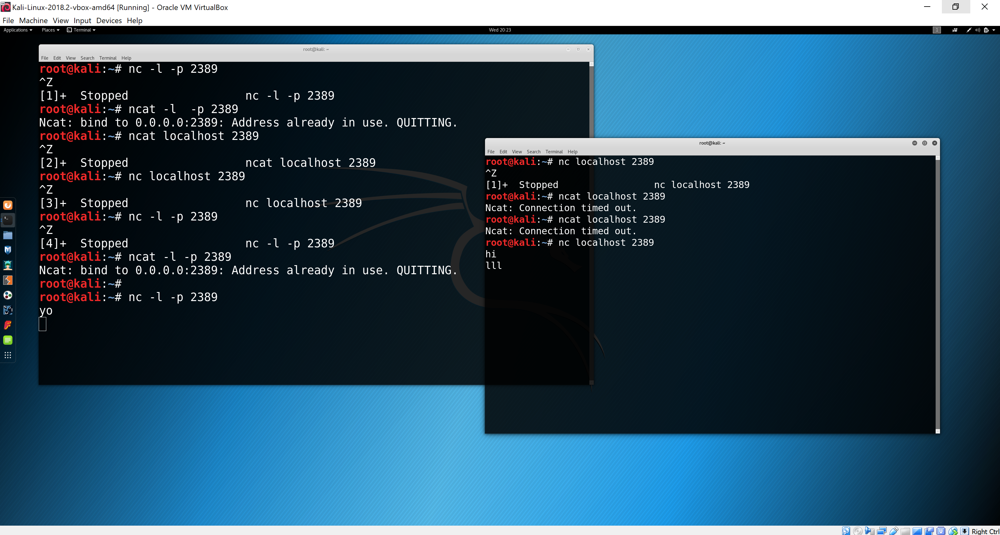 Kali-Linux-2018.2-vbox-amd64 [Running] - Oracle VM VirtualBox
File Machine View Input Devices Help
Applications Places Terminal Wed 20:23 1
root@kali: ~
File Edit View Search Terminal Help
root@kali:~# nc -l -p 2389
^Z
[1]+  Stopped                 nc -l -p 2389
root@kali:~# ncat -l  -p 2389
Ncat: bind to 0.0.0.0:2389: Address already in use. QUITTING.
root@kali:~# ncat localhost 2389
^Z
[2]+  Stopped                 ncat localhost 2389
root@kali:~# nc localhost 2389
^Z
[3]+  Stopped                 nc localhost 2389
root@kali:~# nc -l -p 2389
^Z
[4]+  Stopped                 nc -l -p 2389
root@kali:~# ncat -l -p 2389
Ncat: bind to 0.0.0.0:2389: Address already in use. QUITTING.
root@kali:~#
root@kali:~# nc -l -p 2389
yo
root@kali: ~
File Edit View Search Terminal Help
root@kali:~# nc localhost 2389
^Z
[1]+  Stopped                 nc localhost 2389
root@kali:~# ncat localhost 2389
Ncat: Connection timed out.
root@kali:~# ncat localhost 2389
Ncat: Connection timed out.
root@kali:~# nc localhost 2389
hi
lll
Right Ctrl